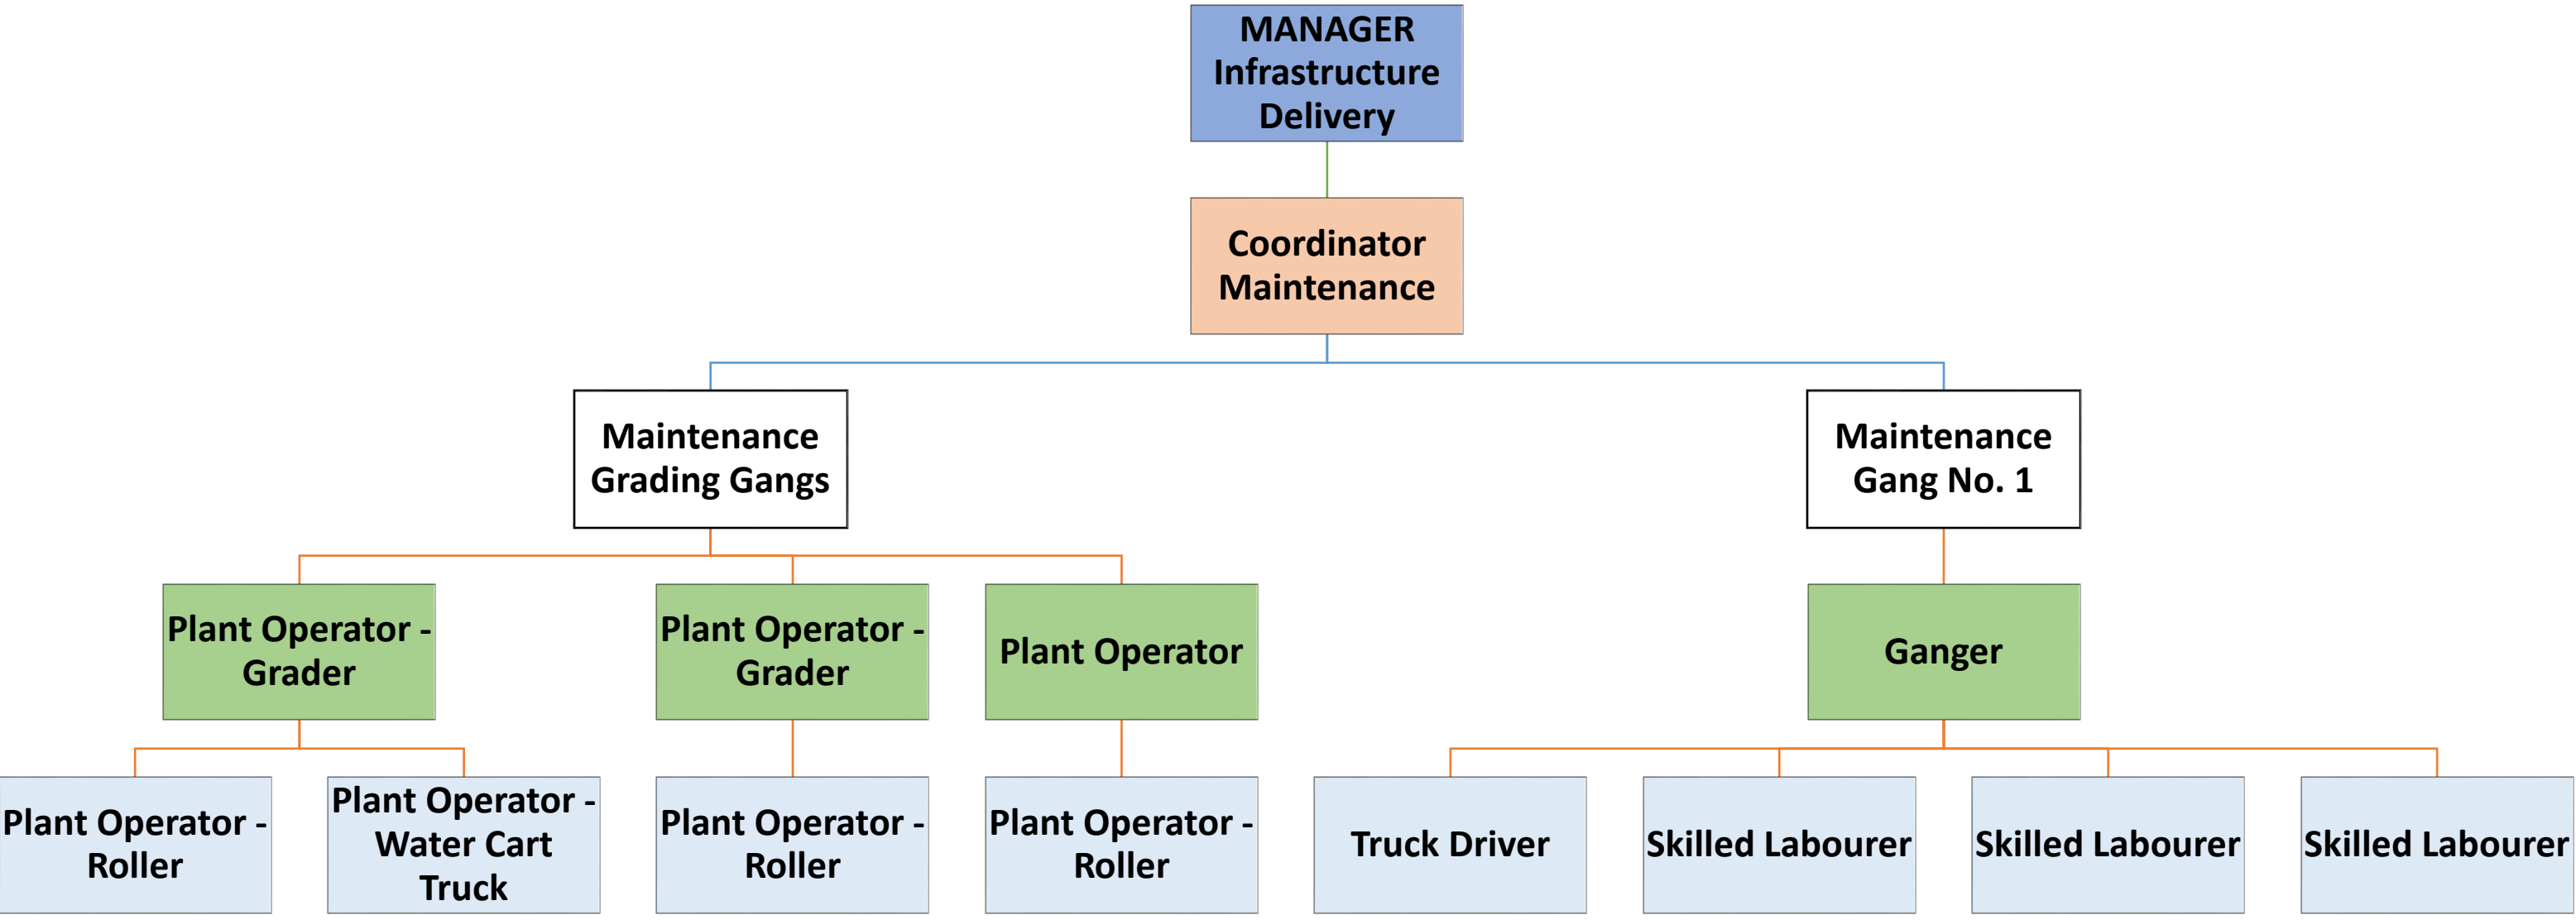 MANAGER
Infrastructure
Delivery
Coordinator
Maintenance
Maintenance
Grading Gangs
Maintenance
Gang No. 1
Plant Operator -
Grader
Plant Operator -
Grader
Plant Operator
Ganger
Plant Operator -
Roller
Plant Operator -
Water Cart
Truck
Plant Operator -
Roller
Plant Operator -
Roller
Truck Driver
Skilled Labourer
Skilled Labourer
Skilled Labourer